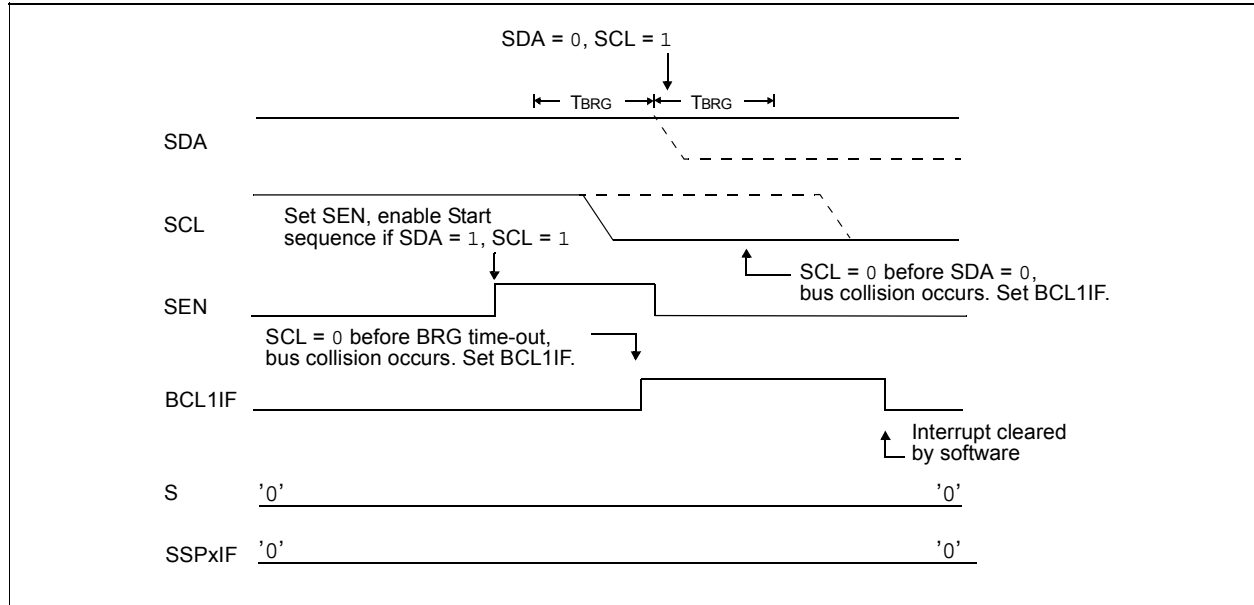 SDA = 0, SCL = 1
TBRG TBRG
SDA
SCL
Set SEN, enable Start
sequence if SDA = 1, SCL = 1
SCL = 0 before SDA = 0,
bus collision occurs. Set BCL1IF.
SEN
SCL = 0 before BRG time-out,
bus collision occurs. Set BCL1IF.
BCL1IF
Interrupt cleared
by software
S '0' '0'
SSPxIF '0' '0'